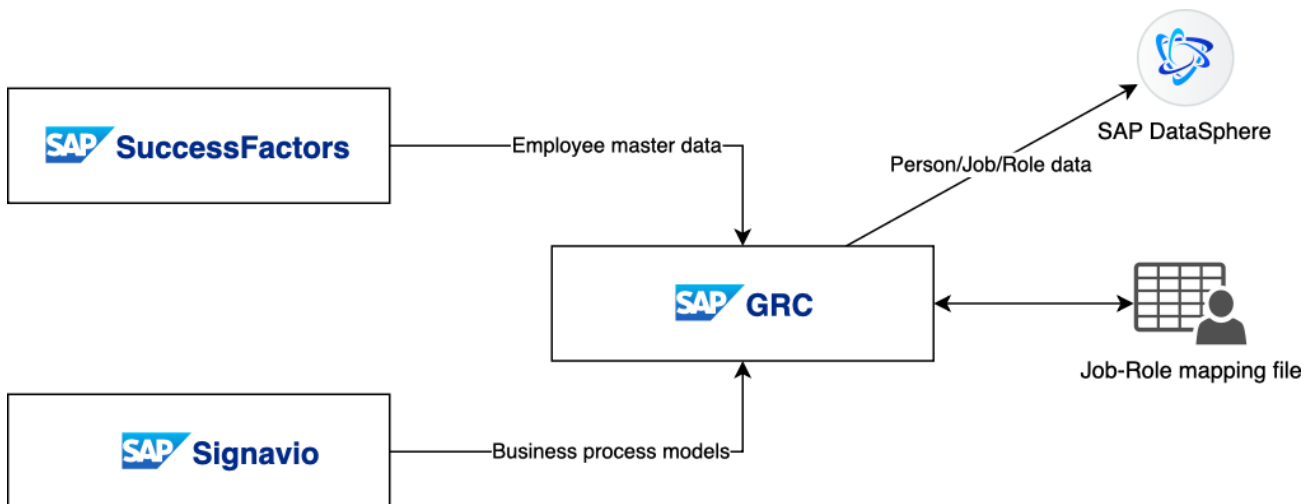 SAP DataSphere
SAP SuccessFactors
Employee master data
Person/Job/Role data
SAP GRC
Job-Role mapping file
SAP Signavio
Business process models